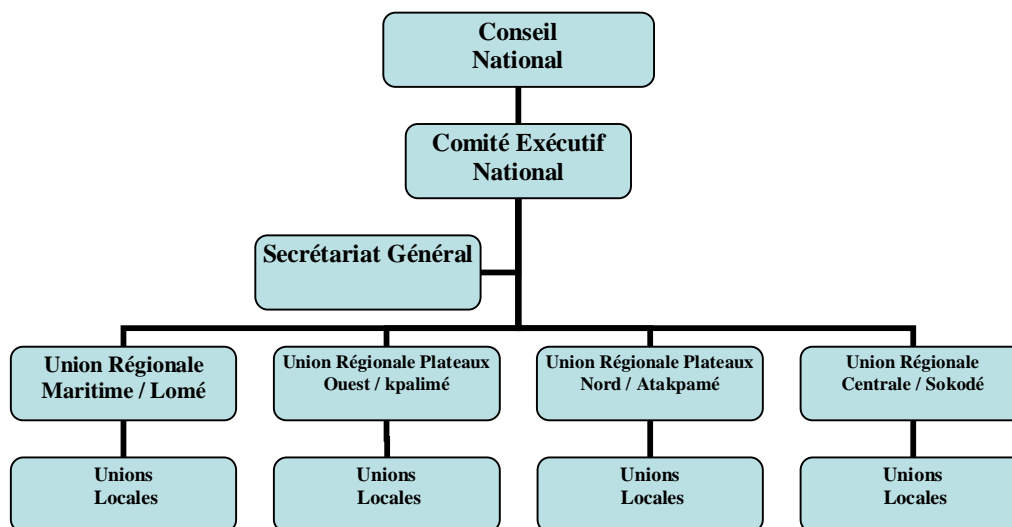 Conseil
National
Comité Exécutif
National
Secrétariat Général
Union Régionale
Maritime / Lomé
Union Régionale Plateaux
Ouest / kpalimé
Union Régionale Plateaux
Nord / Atakpamé
Union Régionale
Centrale / Sokodé
Unions
Locales
Unions
Locales
Unions
Locales
Unions
Locales